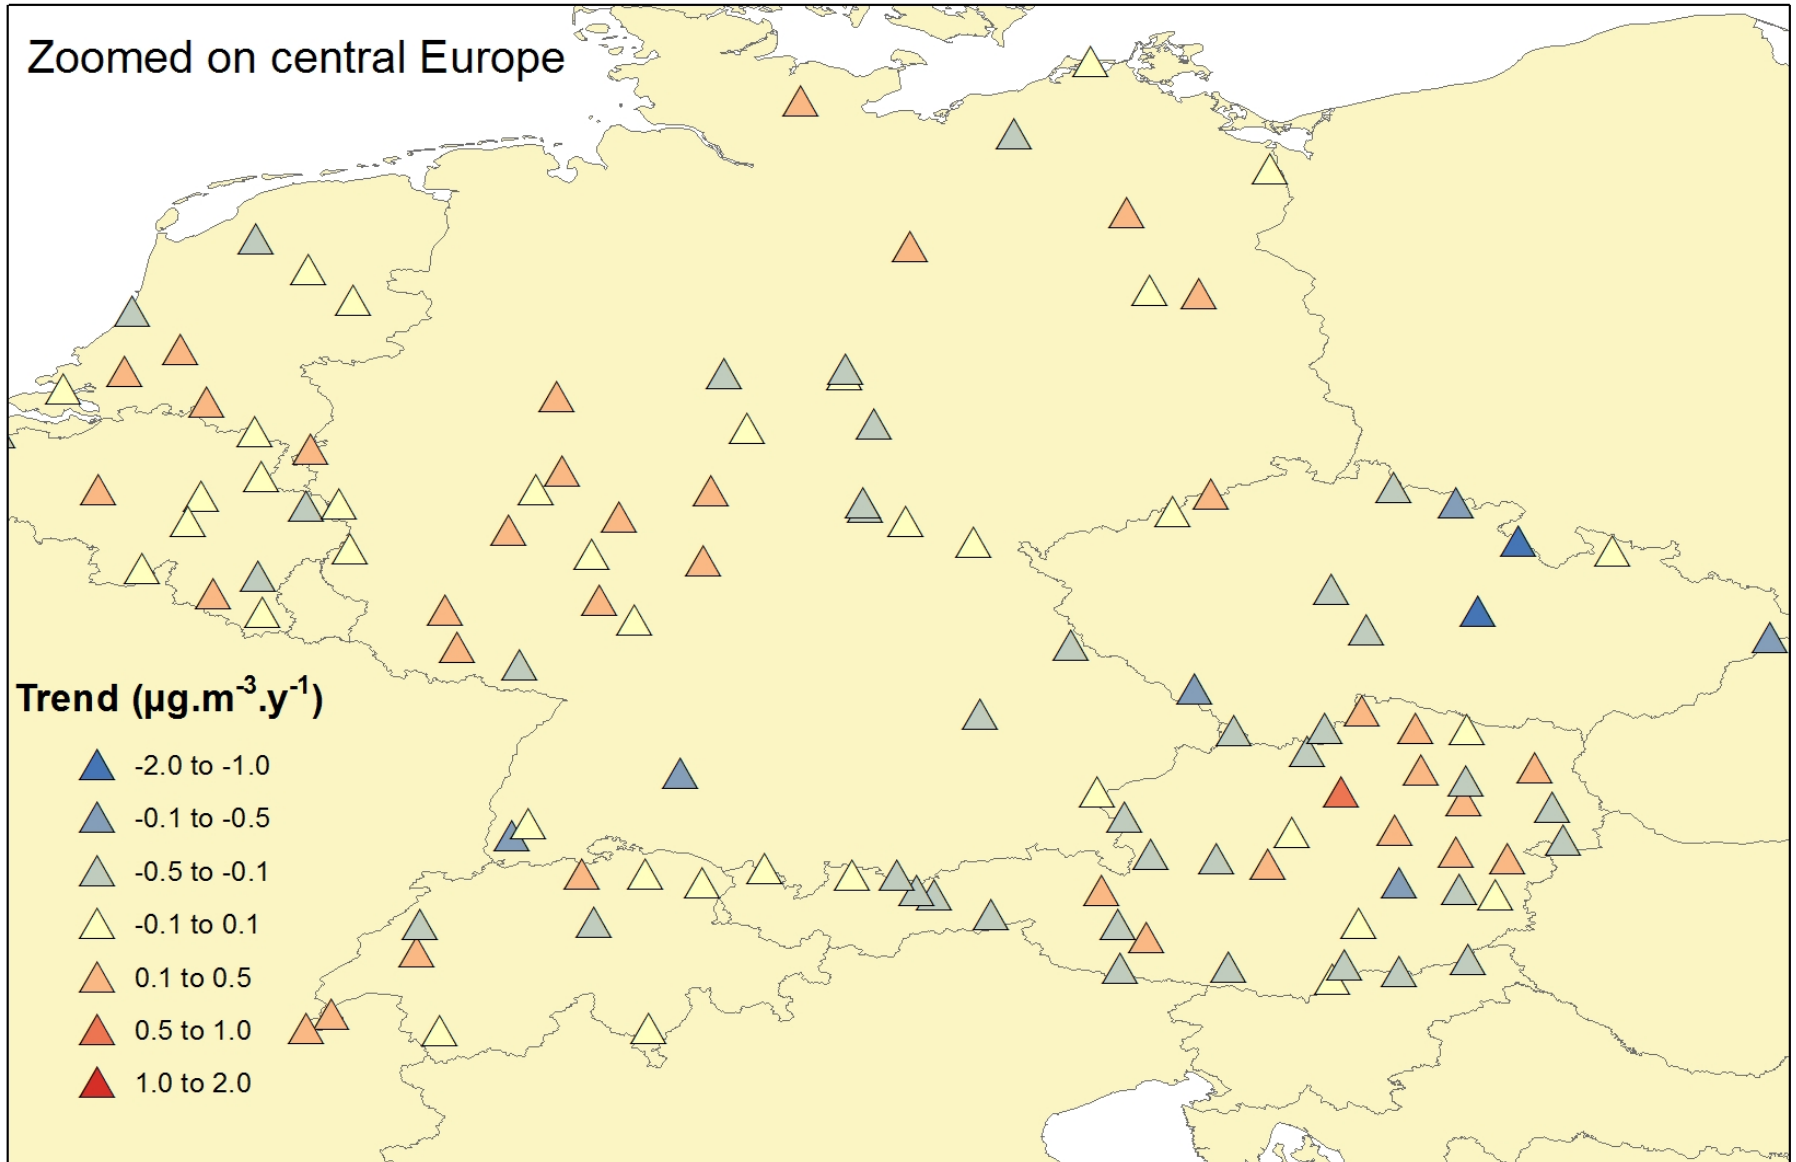 Zoomed on central Europe
Trend (µg.m⁻³.y⁻¹)
-2.0 to -1.0
-0.1 to -0.5
-0.5 to -0.1
-0.1 to 0.1
0.1 to 0.5
0.5 to 1.0
1.0 to 2.0